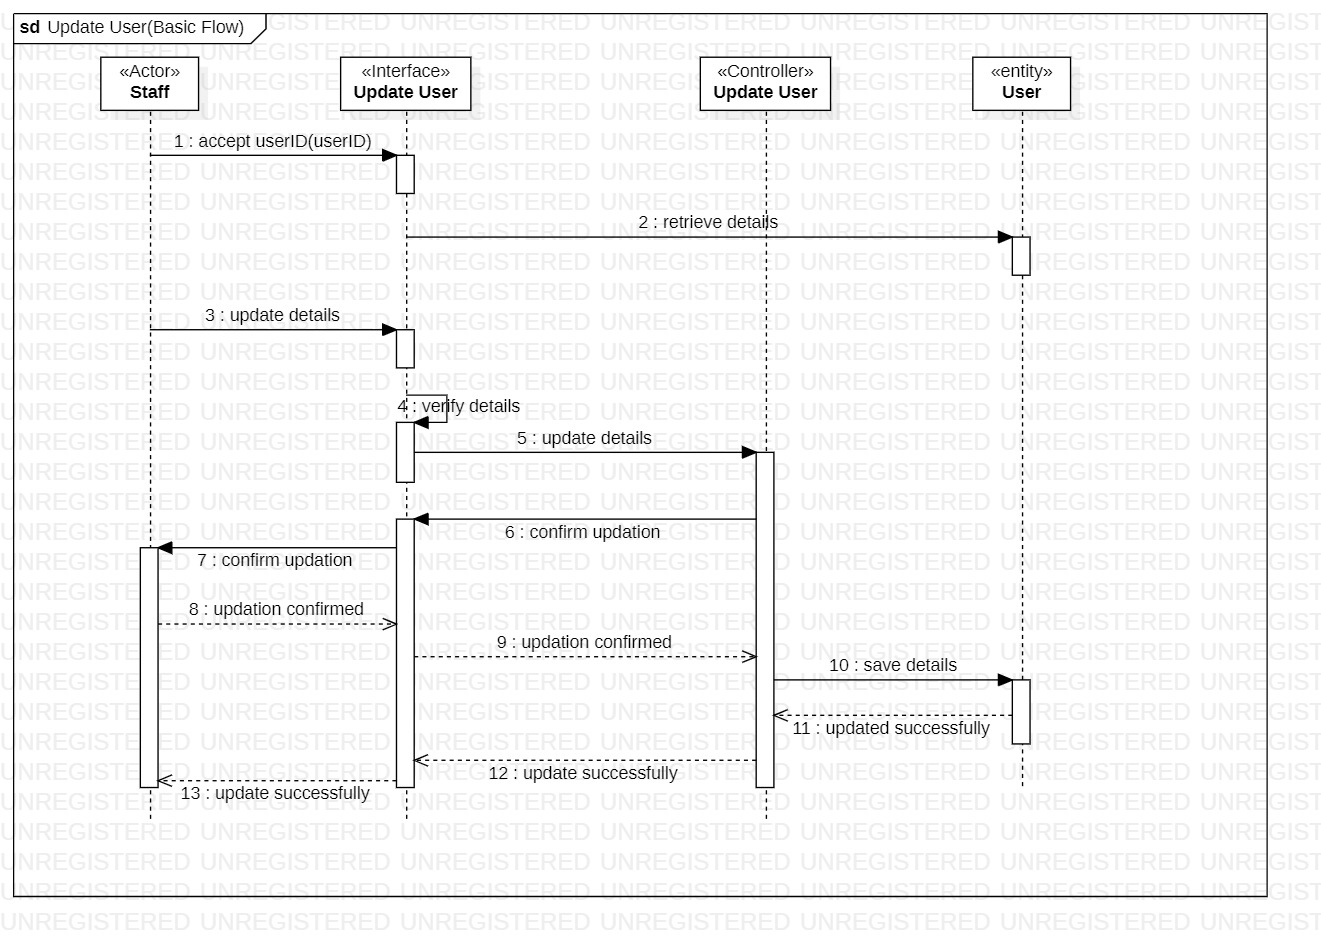 sd Update User(Basic Flow)
«Actor»
Staff
«Interface»
Update User
«Controller»
Update User
«entity»
User
1 : accept userID(userID)
2 : retrieve details
3 : update details
4 : verify details
5 : update details
6 : confirm updation
7 : confirm updation
8 : updation confirmed
9 : updation confirmed
10 : save details
11 : updated successfully
12 : update successfully
13 : update successfully
UNREGISTERED